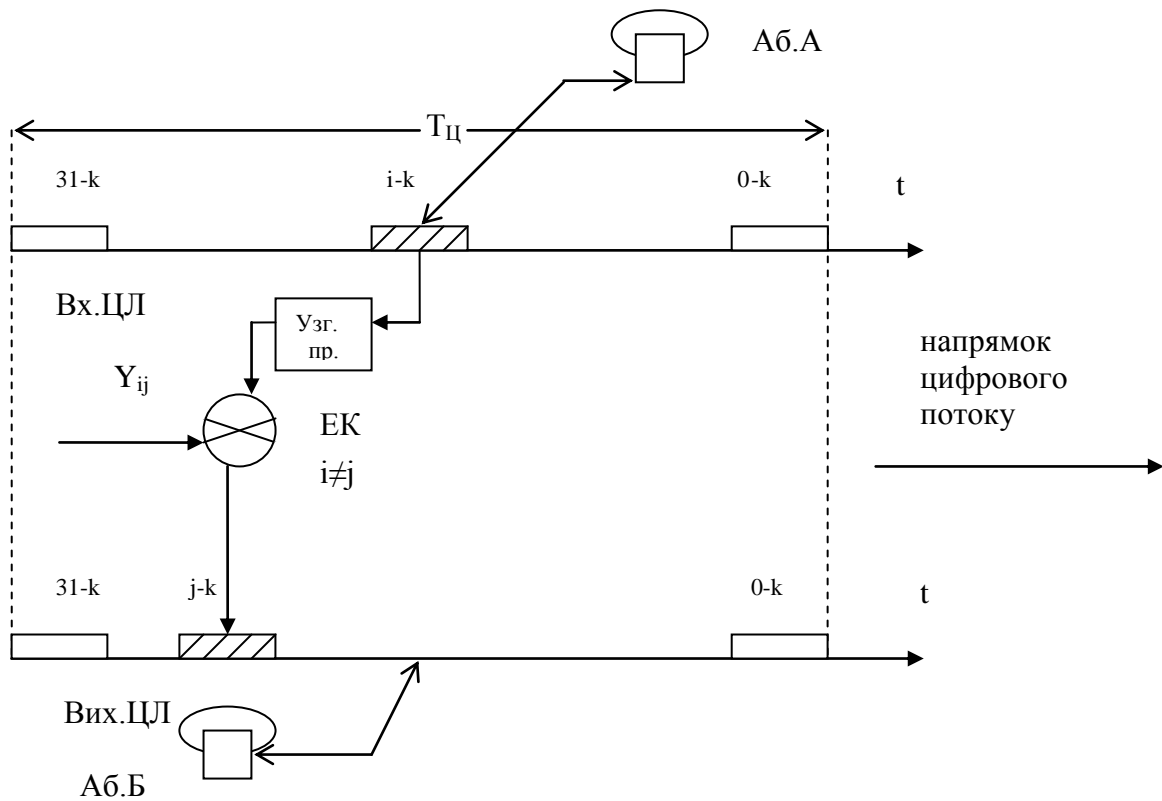 Аб.А
TЦ
31-k i-k 0-k t
Вх.ЦЛ
Узг.
пр.
Yij
ЕК
i≠j
напрямок
цифрового
потоку
31-k j-k 0-k t
Вих.ЦЛ
Аб.Б